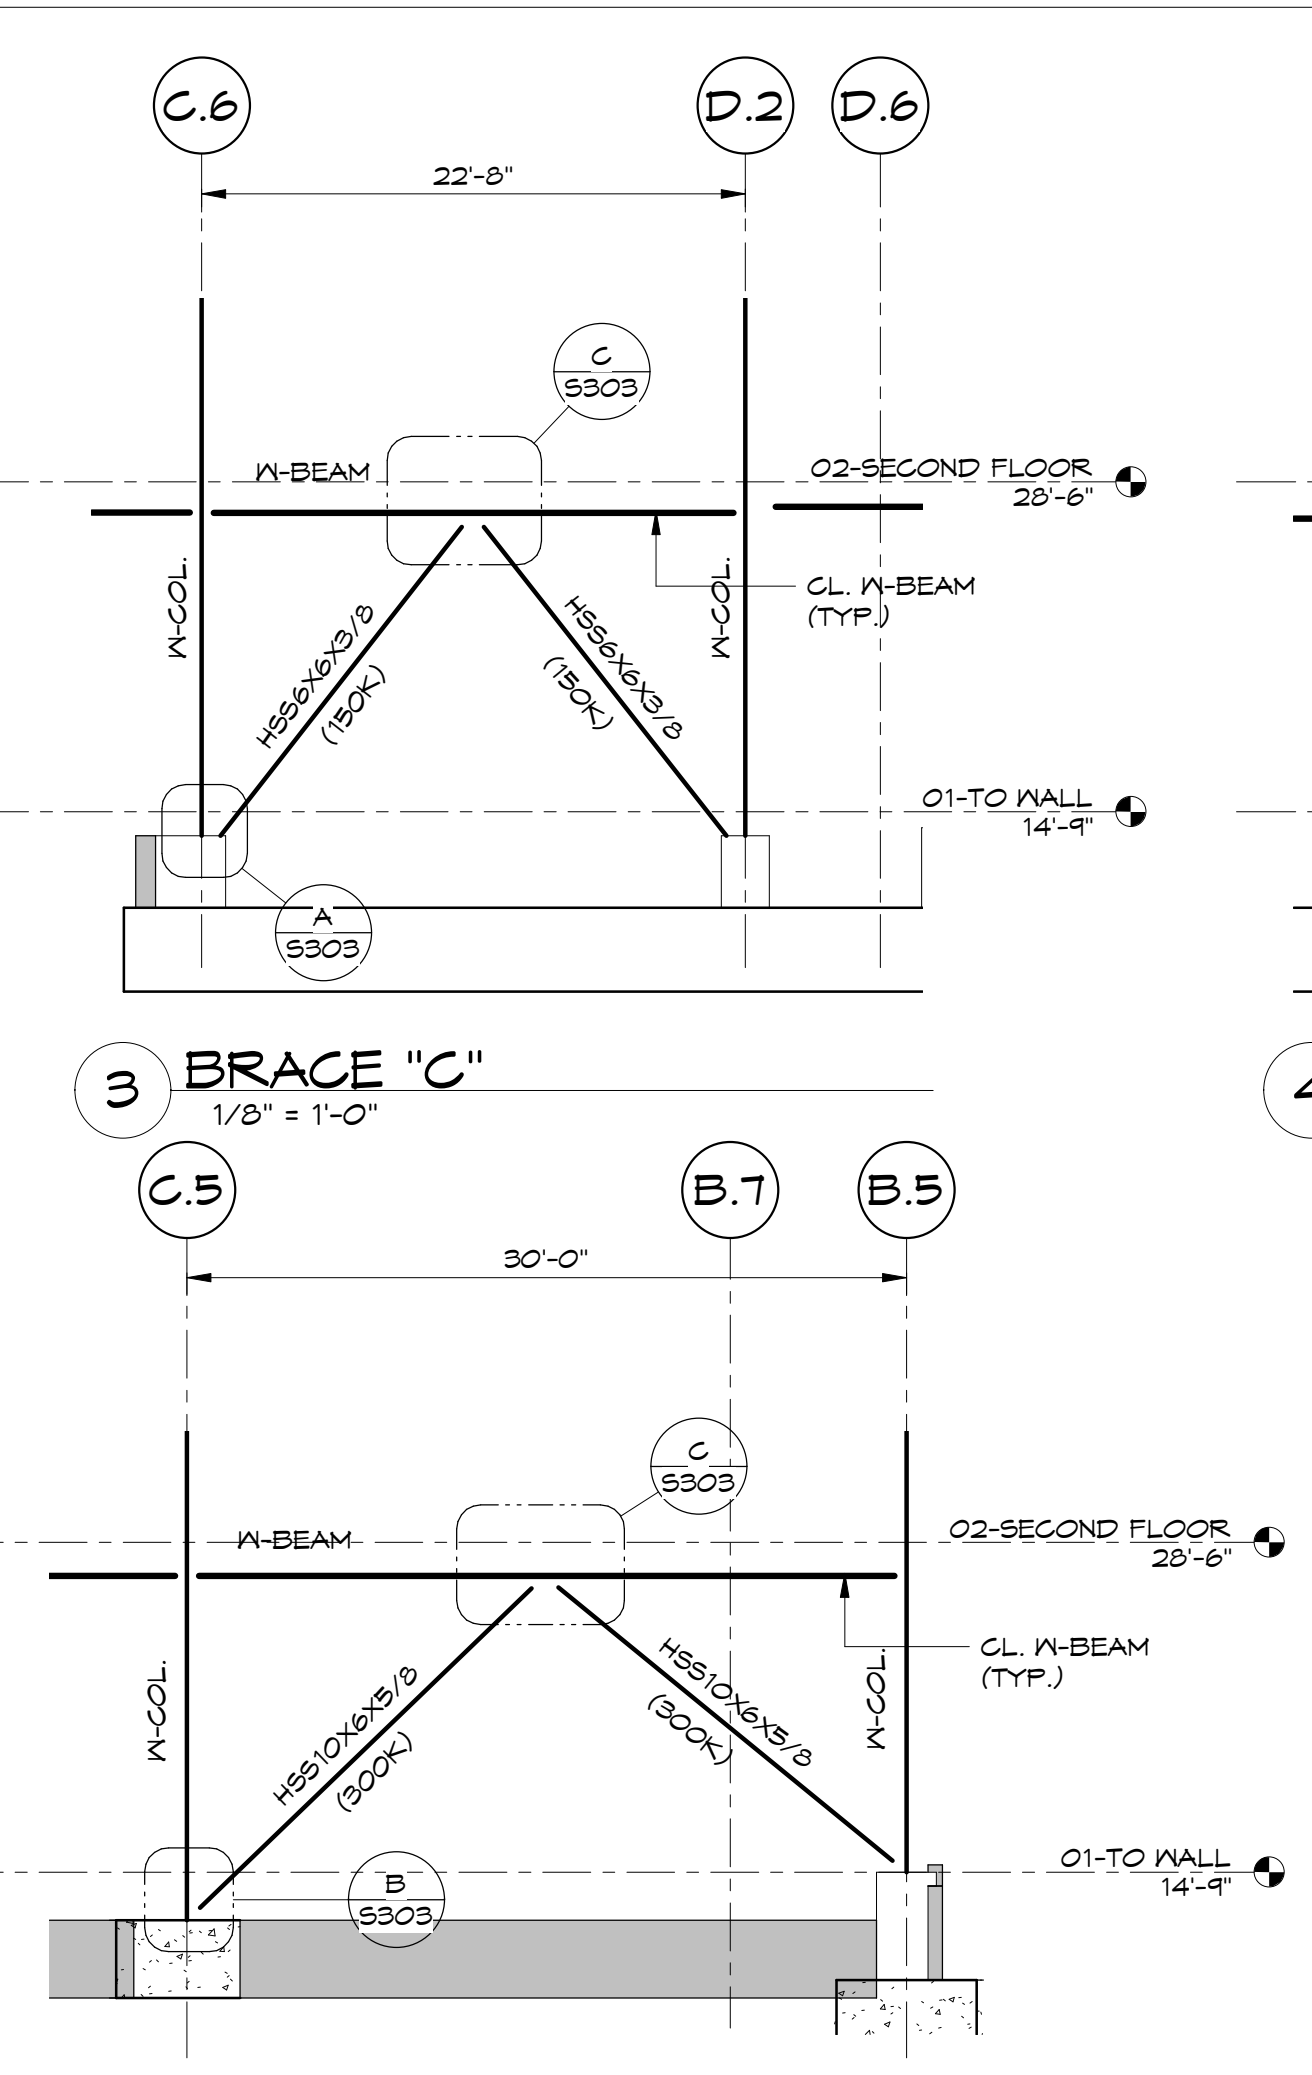 C.6
D.2
D.6
22'-8"
C
S303
W-BEAM
02-SECOND FLOOR
28'-6"
W-COL.
W-COL.
CL. W-BEAM
(TYP.)
HSS6X6X3/8
(150K)
HSS6X6X3/8
(150K)
01-TO WALL
14'-9"
A
S303
3
BRACE "C"
1/8" = 1'-0"
C.5
B.7
B.5
30'-0"
C
S303
W-BEAM
02-SECOND FLOOR
28'-6"
W-COL.
W-COL.
CL. W-BEAM
(TYP.)
HSS10X6X5/8
(300K)
HSS10X6X5/8
(300K)
01-TO WALL
14'-9"
B
S303